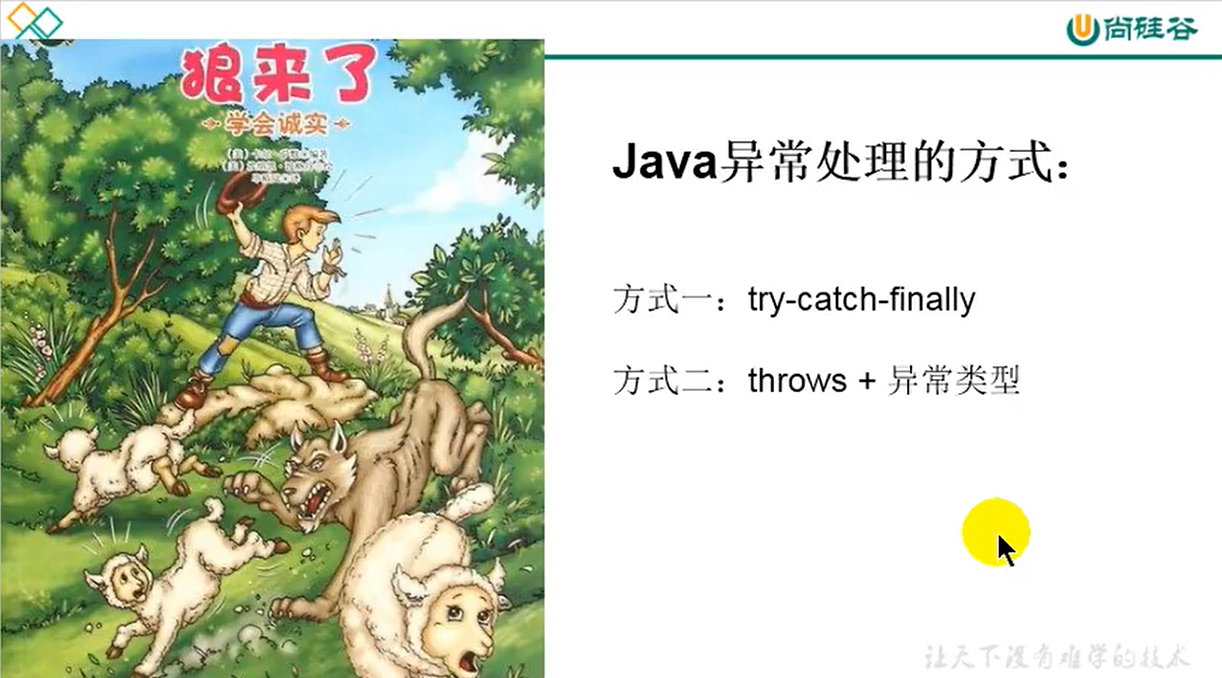 尚硅谷
狼来了
学会诚实
Java异常处理的方式：
方式一：try-catch-finally
方式二：throws + 异常类型
让天下没有难学的技术